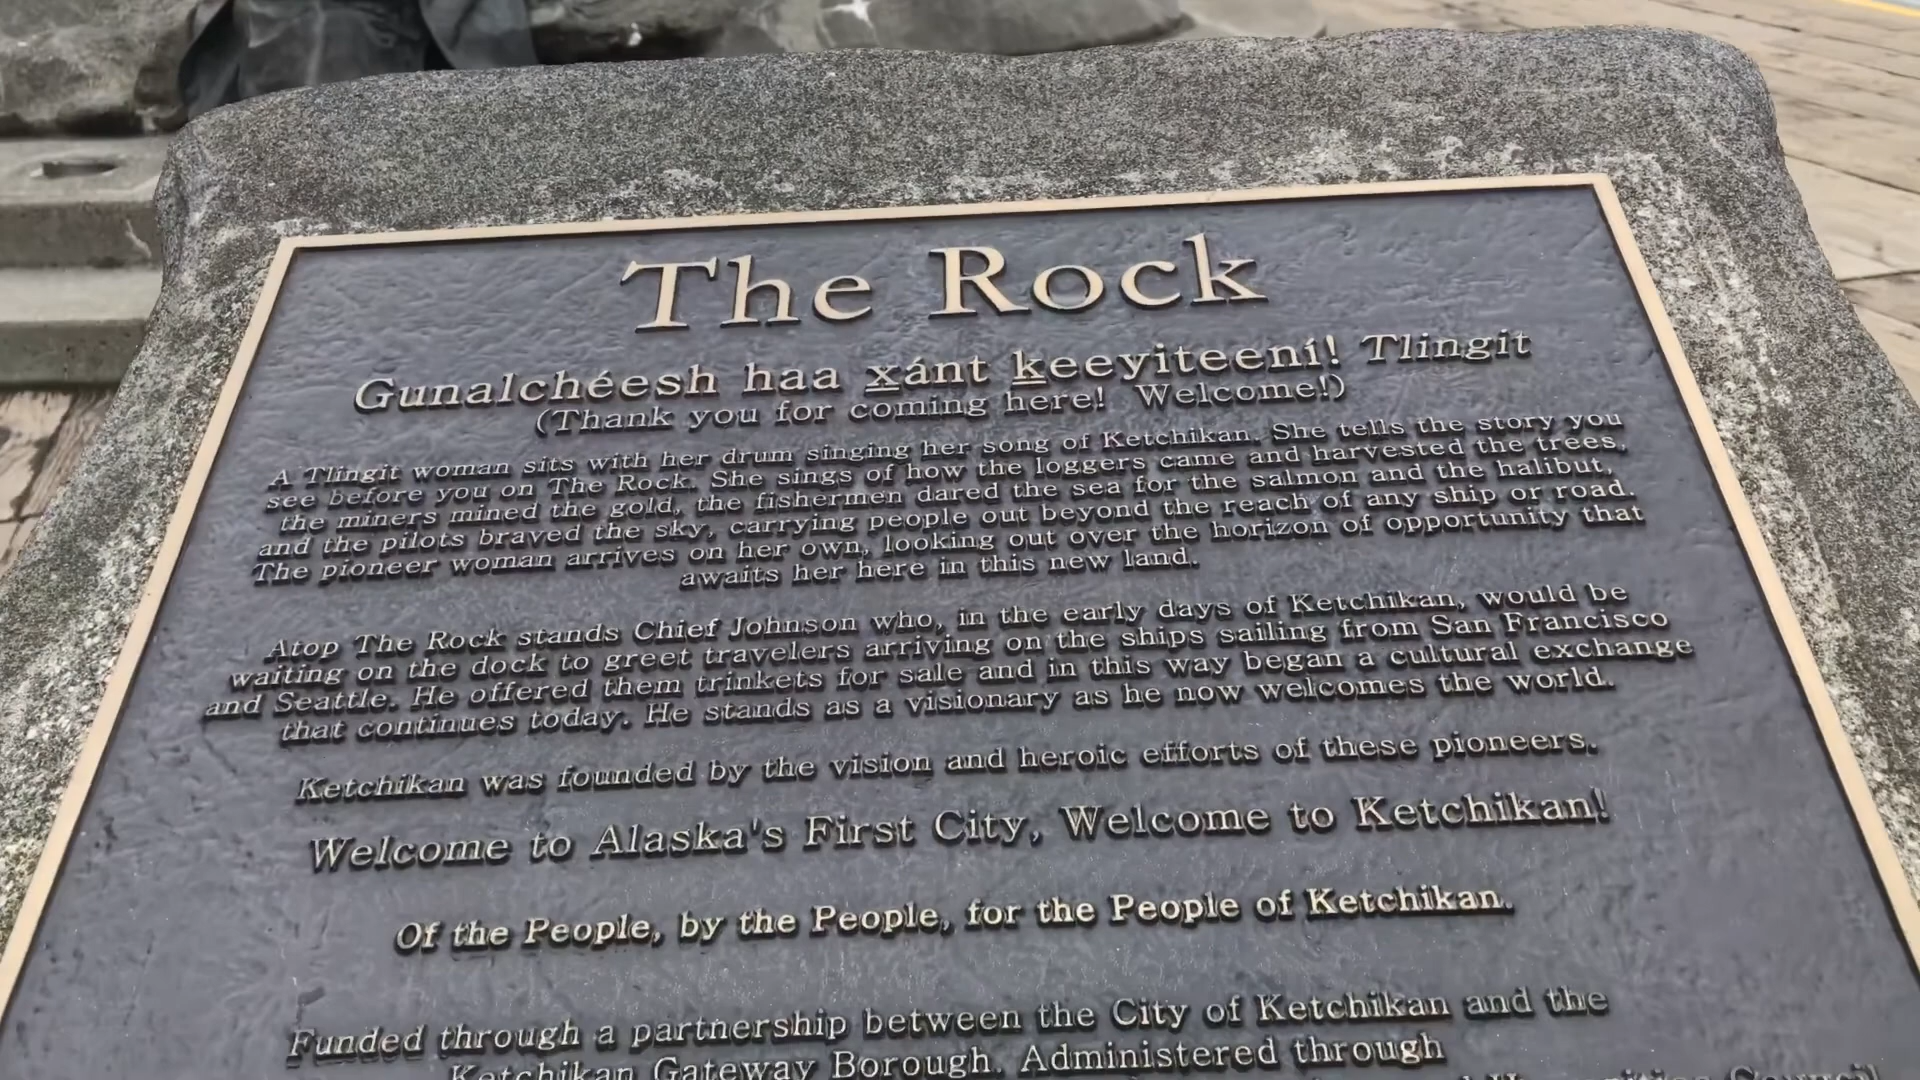 The Rock
Gunalchéesh haa x̲ánt k̲eeyiteení! Tlingit
(Thank you for coming here! Welcome!)
A Tlingit woman sits with her drum singing her song of Ketchikan. She tells the story you
see before you on The Rock. She sings of how the loggers came and harvested the trees,
the miners mined the gold, the fishermen dared the sea for the salmon and the halibut,
and the pilots braved the sky, carrying people out beyond the reach of any ship or road.
The pioneer woman arrives on her own, looking out over the horizon of opportunity that
awaits her here in this new land.
Atop The Rock stands Chief Johnson who, in the early days of Ketchikan, would be
waiting on the dock to greet travelers arriving on the ships sailing from San Francisco
and Seattle. He offered them trinkets for sale and in this way began a cultural exchange
that continues today. He stands as a visionary as he now welcomes the world.
Ketchikan was founded by the vision and heroic efforts of these pioneers.
Welcome to Alaska's First City, Welcome to Ketchikan!
Of the People, by the People, for the People of Ketchikan.
Funded through a partnership between the City of Ketchikan and the
Ketchikan Gateway Borough. Administered through
Council